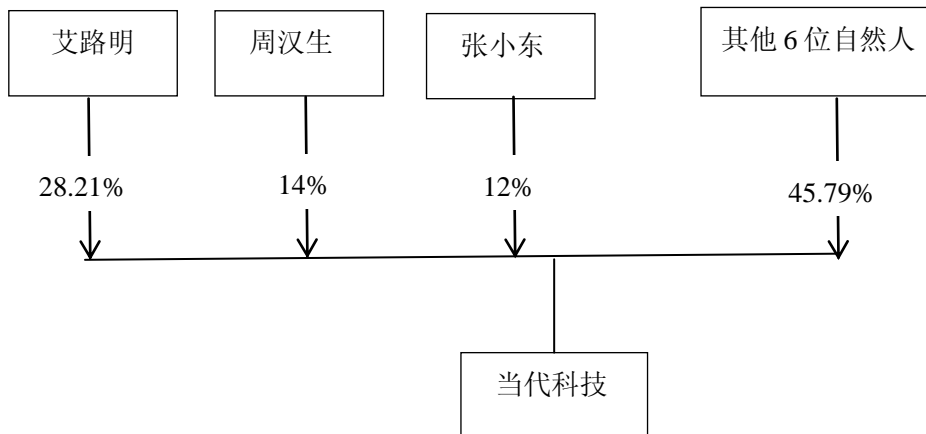 艾路明
周汉生
张小东
其他 6 位自然人
28.21%
14%
12%
45.79%
当代科技